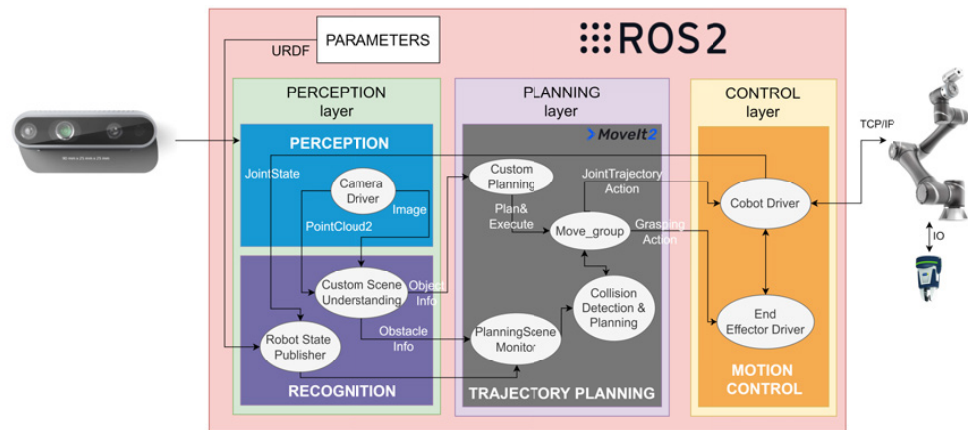 PARAMETERS
URDF
ROS2
PERCEPTION
layer
PLANNING
layer
CONTROL
layer
MoveIt2
TCP/IP
PERCEPTION
JointState
Camera
Driver
Image
PointCloud2
Custom
Planning
JointTrajectory
Action
Plan&
Execute
Move_group
Grasping
Action
Cobot Driver
IO
Custom Scene
Understanding
Object
Info
Collision
Detection &
Planning
Obstacle
Info
Robot State
Publisher
PlanningScene
Monitor
End
Effector Driver
RECOGNITION
TRAJECTORY PLANNING
MOTION
CONTROL